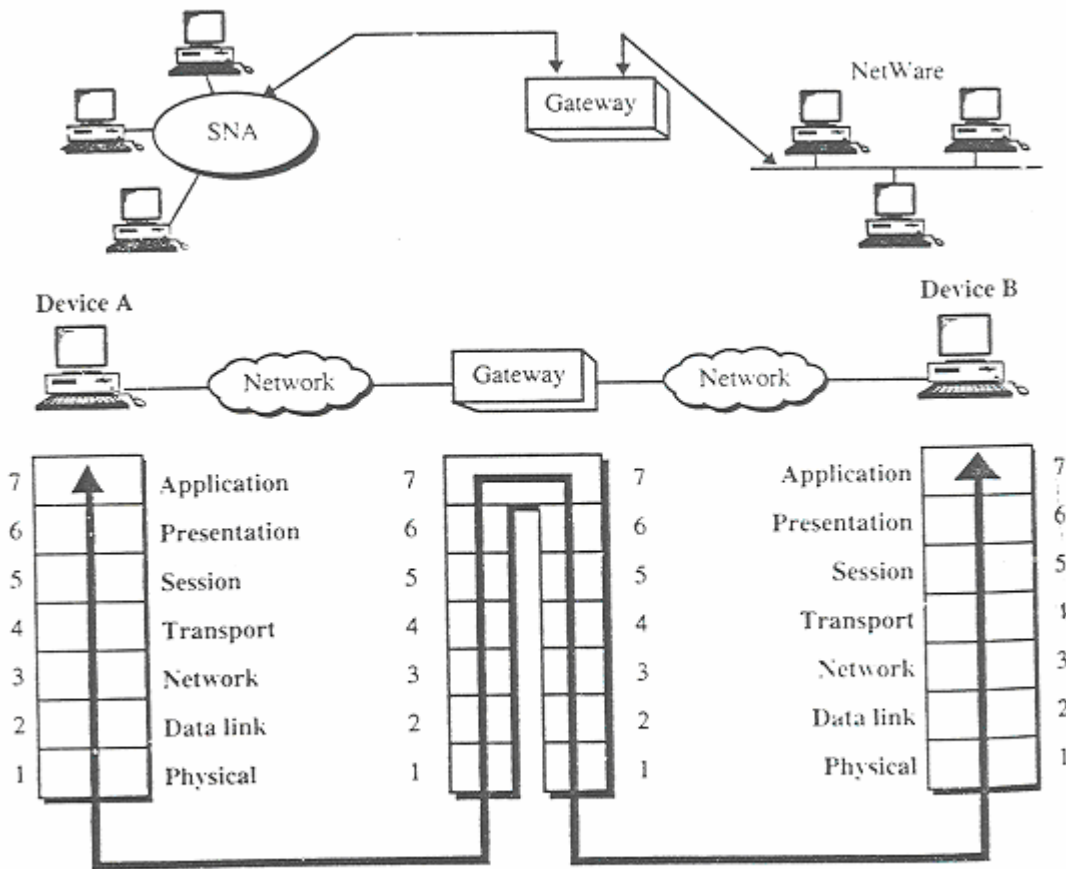 NetWare
Gateway
SNA
Device A
Device B
Network
Gateway
Network
7 Application 7 7 Application 7
6 Presentation 6 6 Presentation 6
5 Session 5 5 Session 5
4 Transport 4 4 Transport 4
3 Network 3 3 Network 3
2 Data link 2 2 Data link 2
1 Physical 1 1 Physical 1